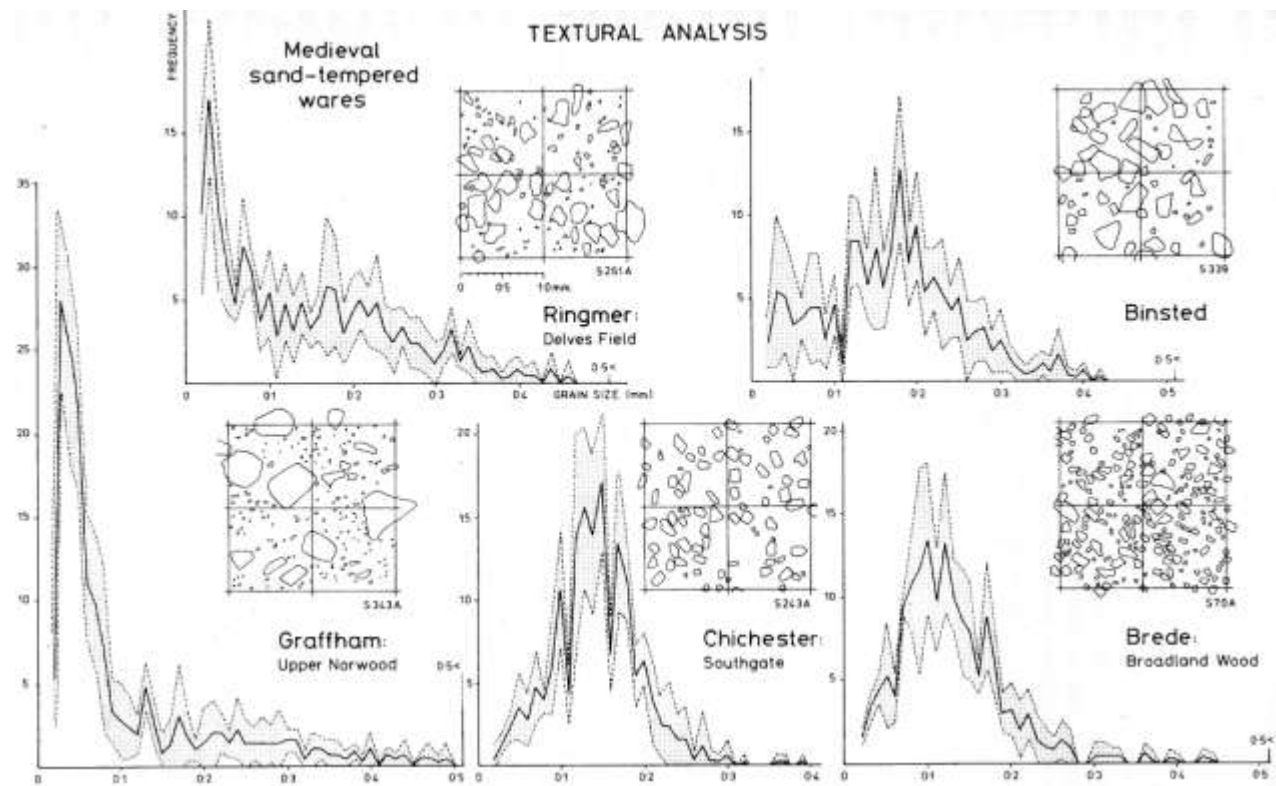 TEXTURAL ANALYSIS
FREQUENCY
Medieval
sand-tempered
wares
15
10
5
0
0·1
0·2
0·3
0·4
GRAIN SIZE (mm)
0·5<
S261A
0
0·5
1·0mm.
Ringmer:
Delves Field
15
10
5
0
0·1
0·2
0·3
0·4
0·5
0·5<
S339
Binsted
35
30
25
20
15
10
5
0
0·1
0·2
0·3
0·4
0·5
0·5<
S343A
Graffham:
Upper Norwood
20
15
10
5
0
0·1
0·2
0·3
0·4
S243A
Chichester:
Southgate
20
15
10
5
0
0·1
0·2
0·3
0·4
0·5
0·5<
S70A
Brede:
Broadland Wood